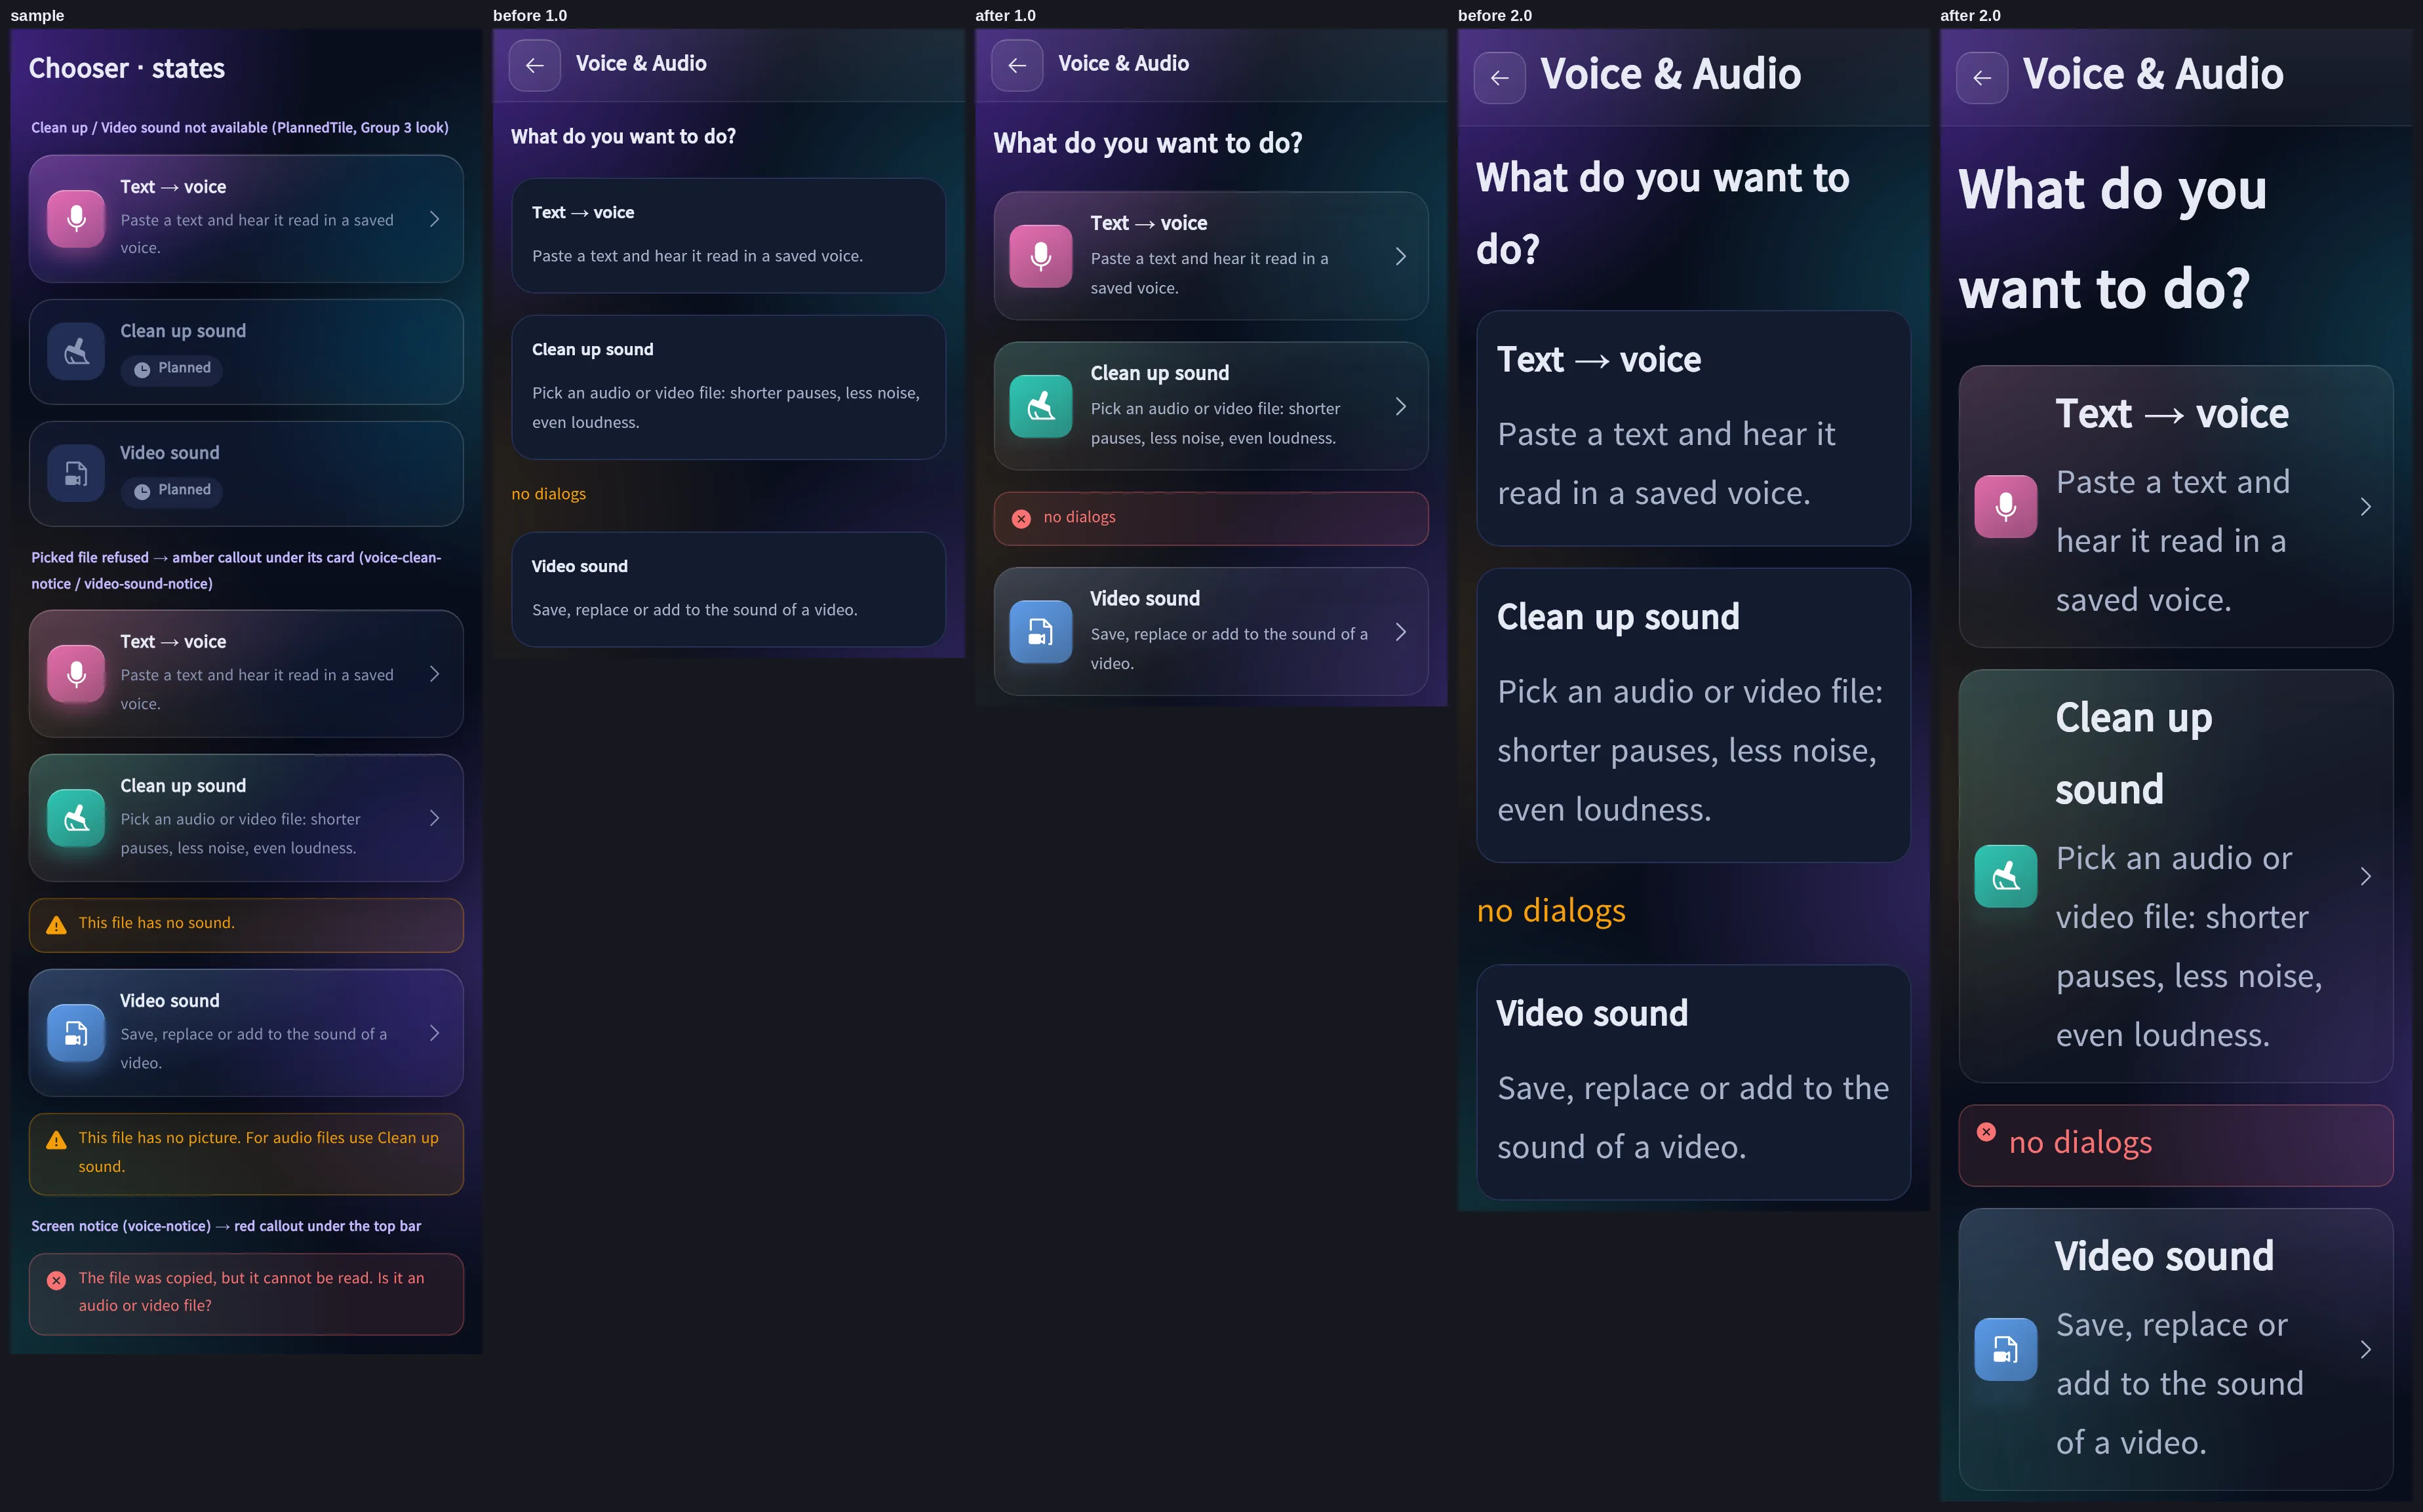 sample
Chooser · states
Clean up / Video sound not available (PlannedTile, Group 3 look)
Text → voice
Paste a text and hear it read in a saved
voice.
Clean up sound
Planned
Video sound
Planned
Picked file refused → amber callout under its card (voice-clean-
notice / video-sound-notice)
Text → voice
Paste a text and hear it read in a saved
voice.
Clean up sound
Pick an audio or video file: shorter
pauses, less noise, even loudness.
This file has no sound.
Video sound
Save, replace or add to the sound of a
video.
This file has no picture. For audio files use Clean up
sound.
Screen notice (voice-notice) → red callout under the top bar
The file was copied, but it cannot be read. Is it an
audio or video file?
before 1.0
Voice & Audio
What do you want to do?
Text → voice
Paste a text and hear it read in a saved voice.
Clean up sound
Pick an audio or video file: shorter pauses, less noise,
even loudness.
no dialogs
Video sound
Save, replace or add to the sound of a video.
after 1.0
Voice & Audio
What do you want to do?
Text → voice
Paste a text and hear it read in a
saved voice.
Clean up sound
Pick an audio or video file: shorter
pauses, less noise, even loudness.
no dialogs
Video sound
Save, replace or add to the sound of a
video.
before 2.0
Voice & Audio
What do you want to
do?
Text → voice
Paste a text and hear it
read in a saved voice.
Clean up sound
Pick an audio or video file:
shorter pauses, less noise,
even loudness.
no dialogs
Video sound
Save, replace or add to the
sound of a video.
after 2.0
Voice & Audio
What do you
want to do?
Text → voice
Paste a text and
hear it read in a
saved voice.
Clean up
sound
Pick an audio or
video file: shorter
pauses, less noise,
even loudness.
no dialogs
Video sound
Save, replace or
add to the sound
of a video.